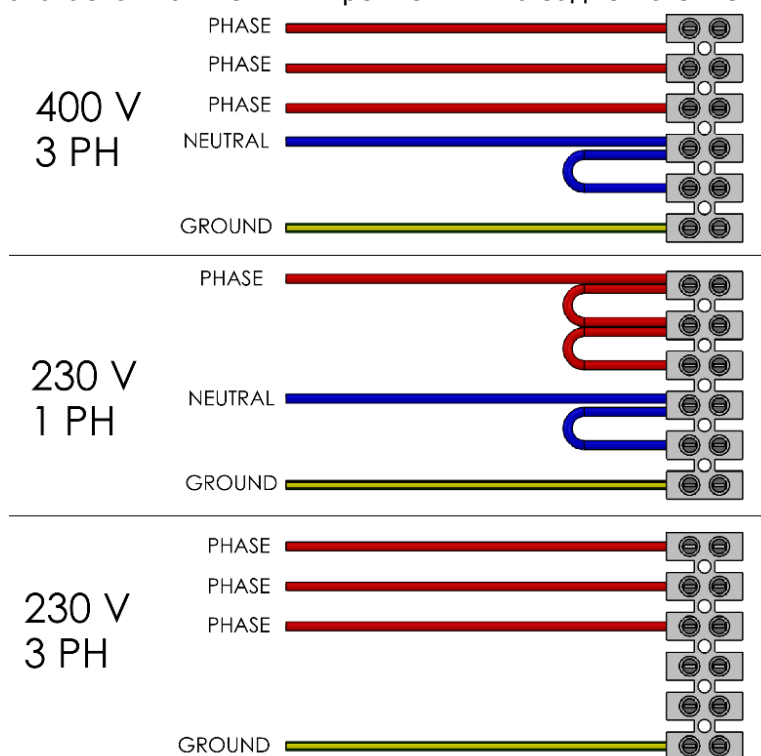 PHASE
PHASE
400 V
PHASE
3 PH
NEUTRAL
GROUND
PHASE
230 V
NEUTRAL
1 PH
GROUND
PHASE
PHASE
230 V
PHASE
3 PH
GROUND